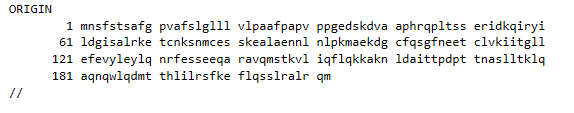 ORIGIN
1 mnsfstsafg pvafslglll vlpaafpapv ppgedskdva aphrqpltss eridkqiryi
61 ldgisalrke tcnksnmces skealaennl nlpkmaekdg cfqsgfneet clvkiitgll
121 efevyleylq nrfesseeqa ravqmstkvl iqflqkkakn ldaittpdpt tnaslltklq
181 aqnqwlqdmt thlilrsfke flqsslralr qm
//